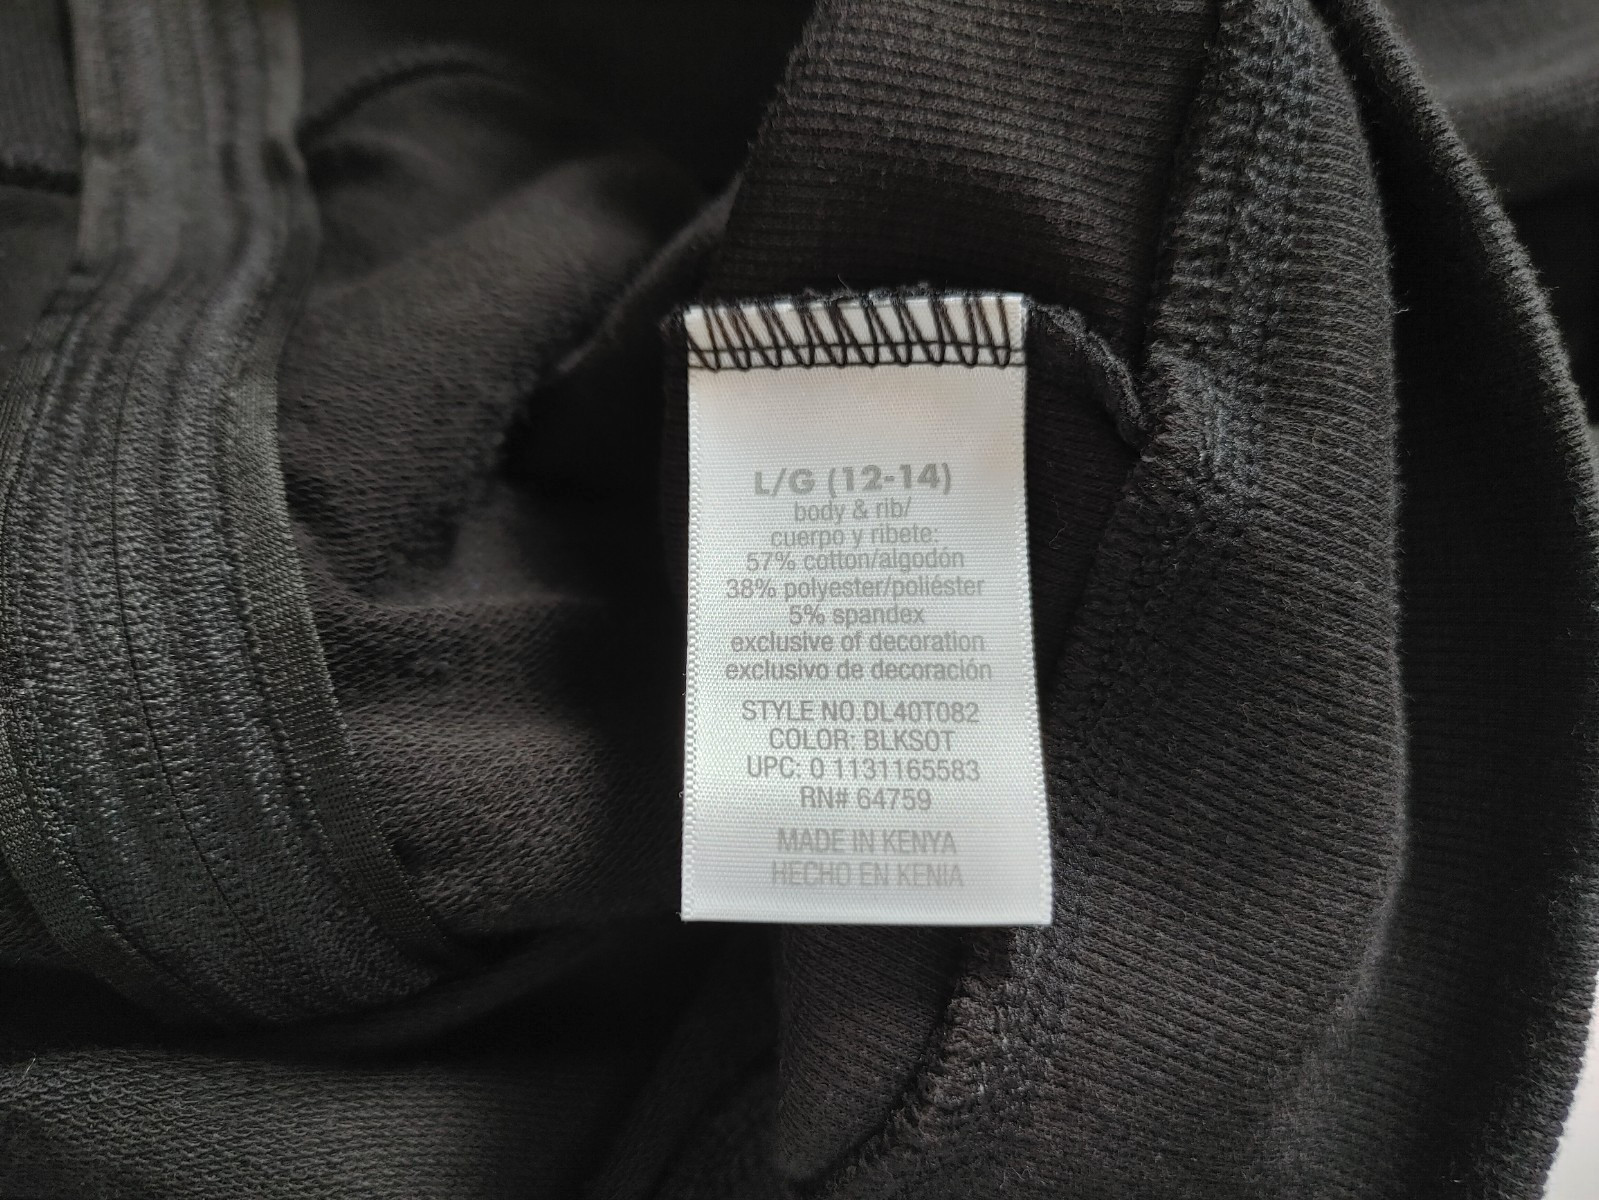 L/G (12-14)
body & rib/
cuerpo y ribete:
57% cotton/algodón
38% polyester/poliéster
5% spandex
exclusive of decoration
exclusivo de decoración
STYLE NO.DL40T082
COLOR: BLKSOT
UPC: 0 1131165583
RN# 64759
MADE IN KENYA
HECHO EN KENIA